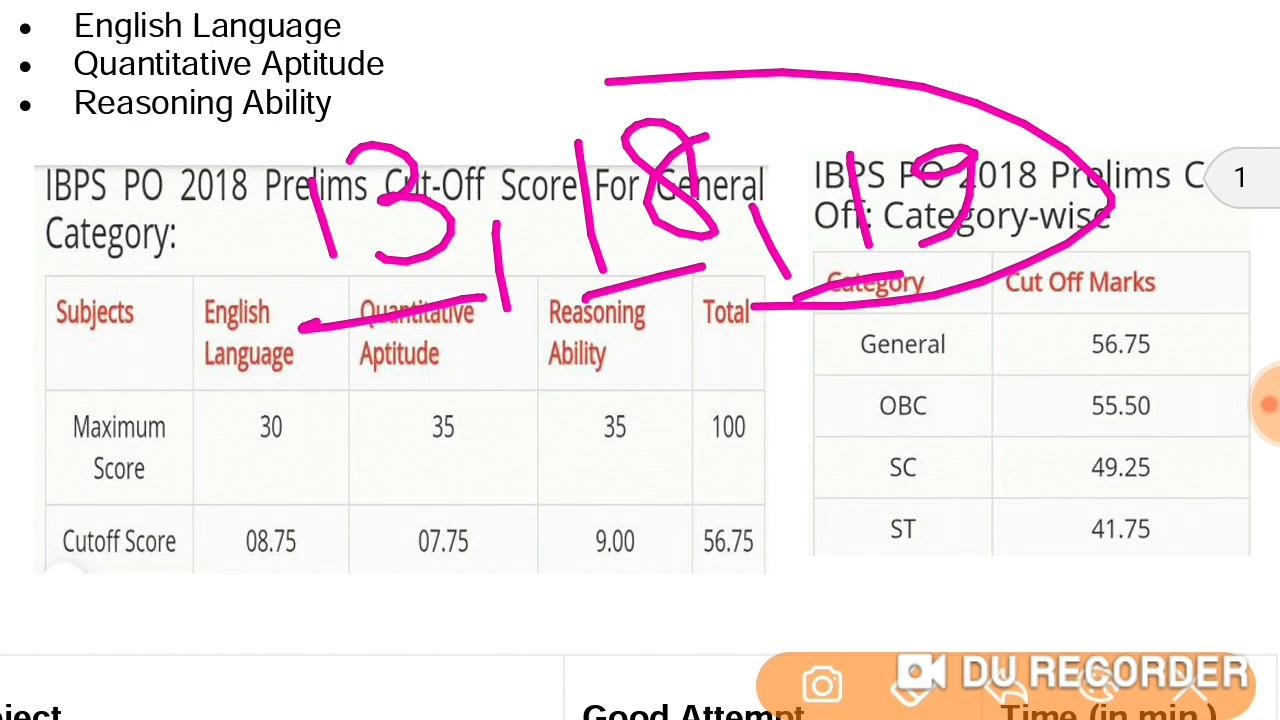 • English Language
• Quantitative Aptitude
• Reasoning Ability
13, 18, 19
IBPS PO 2018 Prelims Cut-Off Score For General
Category:
Subjects English Language Quantitative Aptitude Reasoning Ability Total
Maximum Score 30 35 35 100
Cutoff Score 08.75 07.75 9.00 56.75
IBPS PO 2018 Prelims C
Off: Category-wise
1
Category Cut Off Marks
General 56.75
OBC 55.50
SC 49.25
ST 41.75
DU RECORDER
Good Attempt Time (in min.)